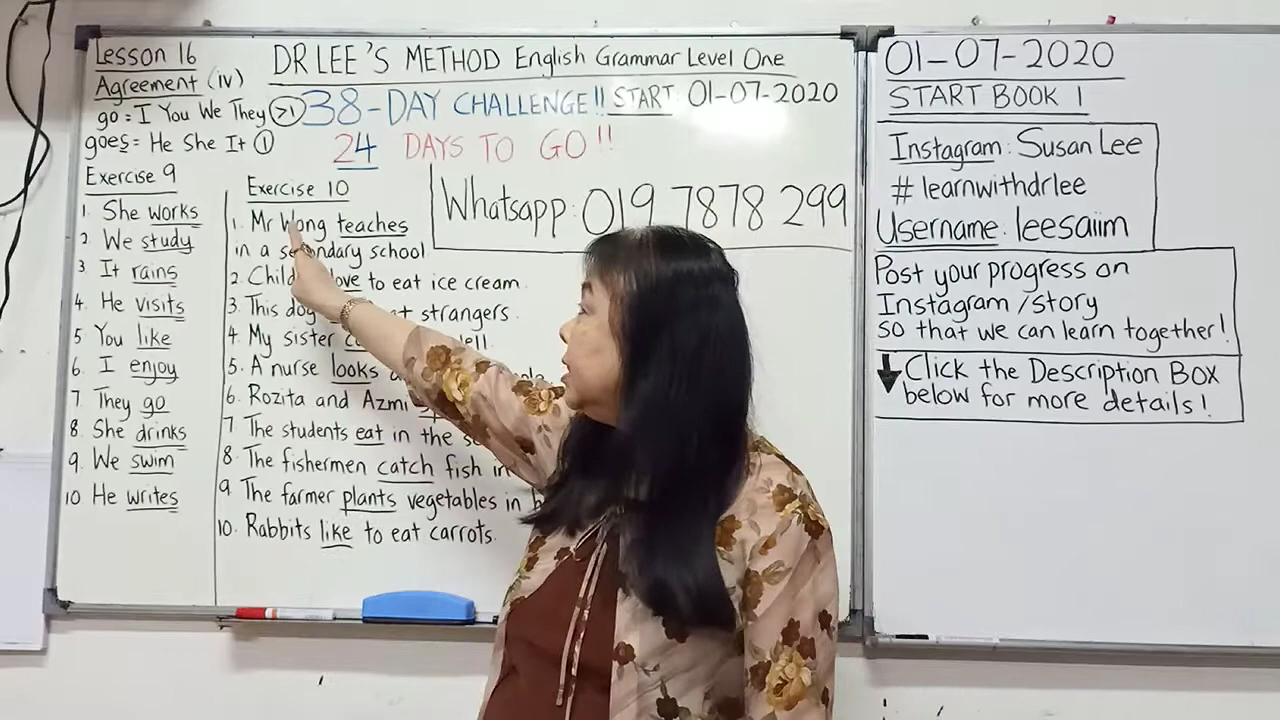 Lesson 16
Agreement (iv)
go = I You We They >1
goes = He She It 1
DR LEE'S METHOD English Grammar Level One
38-DAY CHALLENGE!! START: 01-07-2020
24 DAYS TO GO!!
Whatsapp: 019 7878 299
Exercise 9
1. She works
2. We study
3. It rains
4. He visits
5. You like
6. I enjoy
7. They go
8. She drinks
9. We swim
10 He writes
Exercise 10
1. Mr Wong teaches
in a secondary school
2. love to eat ice cream.
3. This dog strangers.
4. My sister
5. A nurse looks
6. Rozita and Azmi
7. The students eat in the
8. The fishermen catch fish in
9. The farmer plants vegetables in
10. Rabbits like to eat carrots.
01-07-2020
START BOOK 1
Instagram: Susan Lee
# learnwithdrlee
Username: leesaiim
Post your progress on
Instagram /story
so that we can learn together!
Click the Description Box
below for more details!